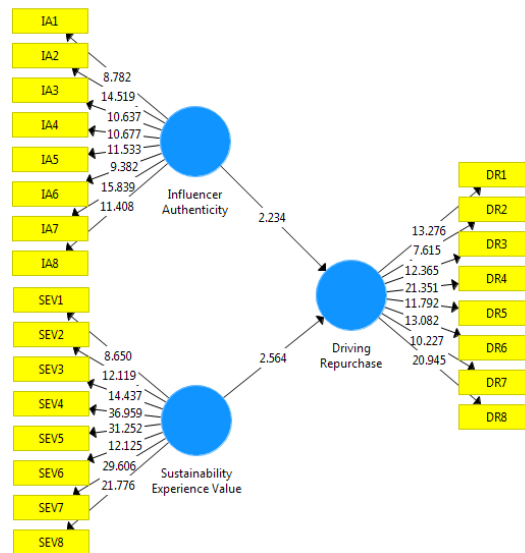 IA1
IA2
IA3
IA4
IA5
IA6
IA7
IA8
8.782
14.519
10.637
10.677
11.533
9.382
15.839
11.408
Influencer
Authenticity
2.234
SEV1
SEV2
SEV3
SEV4
SEV5
SEV6
SEV7
SEV8
8.650
12.119
14.437
36.959
31.252
12.125
29.606
21.776
Sustainability
Experience Value
2.564
Driving
Repurchase
13.276
7.615
12.365
21.351
11.792
13.082
10.227
20.945
DR1
DR2
DR3
DR4
DR5
DR6
DR7
DR8